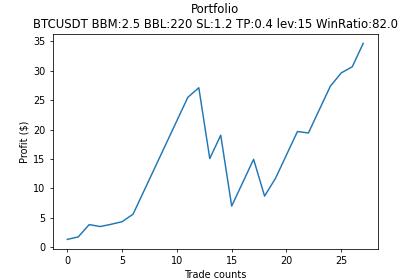 Portfolio
BTCUSDT BBM:2.5 BBL:220 SL:1.2 TP:0.4 lev:15 WinRatio:82.0
35
30
25
20
15
10
5
0
Profit ($)
0 5 10 15 20 25
Trade counts